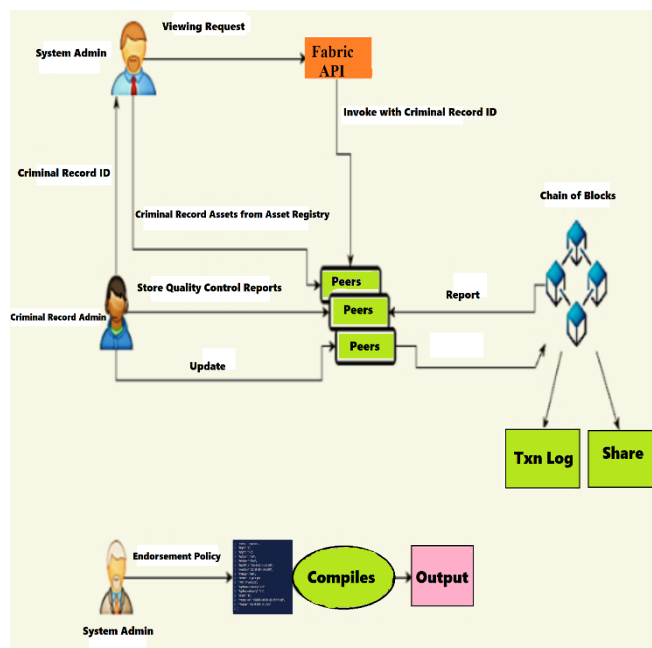 Viewing Request
System Admin
Fabric
API
Invoke with Criminal Record ID
Criminal Record ID
Chain of Blocks
Criminal Record Assets from Asset Registry
Peers
Store Quality Control Reports
Report
Criminal Record Admin
Peers
Peers
Update
Txn Log
Share
Endorsement Policy
Compiles
Output
System Admin